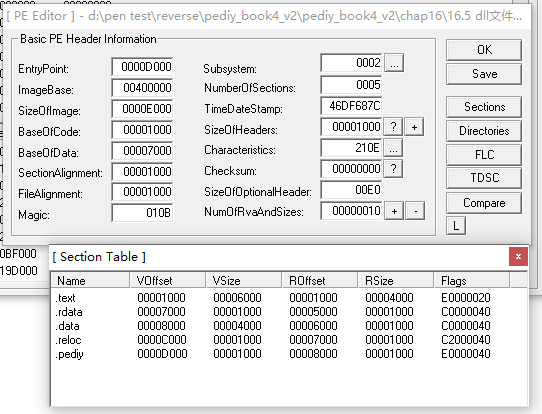 [ PE Editor ] - d:\pen test\reverse\pediy_book4_v2\pediy_book4_v2\chap16\16.5 dll文件...
Basic PE Header Information
EntryPoint: 0000D000
ImageBase: 00400000
SizeOfImage: 0000E000
BaseOfCode: 00001000
BaseOfData: 00007000
SectionAlignment: 00001000
FileAlignment: 00001000
Magic: 010B
Subsystem: 0002 ...
NumberOfSections: 0005
TimeDateStamp: 46DF687C
SizeOfHeaders: 00001000 ? +
Characteristics: 210E ...
Checksum: 00000000 ?
SizeOfOptionalHeader: 00E0
NumOfRvaAndSizes: 00000010 + -
OK
Save
Sections
Directories
FLC
TDSC
Compare
L
0BF000
19D000
[ Section Table ] x
Name VOffset VSize ROffset RSize Flags
.text 00001000 00006000 00001000 00004000 E0000020
.rdata 00007000 00001000 00005000 00001000 C0000040
.data 00008000 00004000 00006000 00001000 C0000040
.reloc 0000C000 00001000 00007000 00001000 C2000040
.pediy 0000D000 00001000 00008000 00001000 E0000040